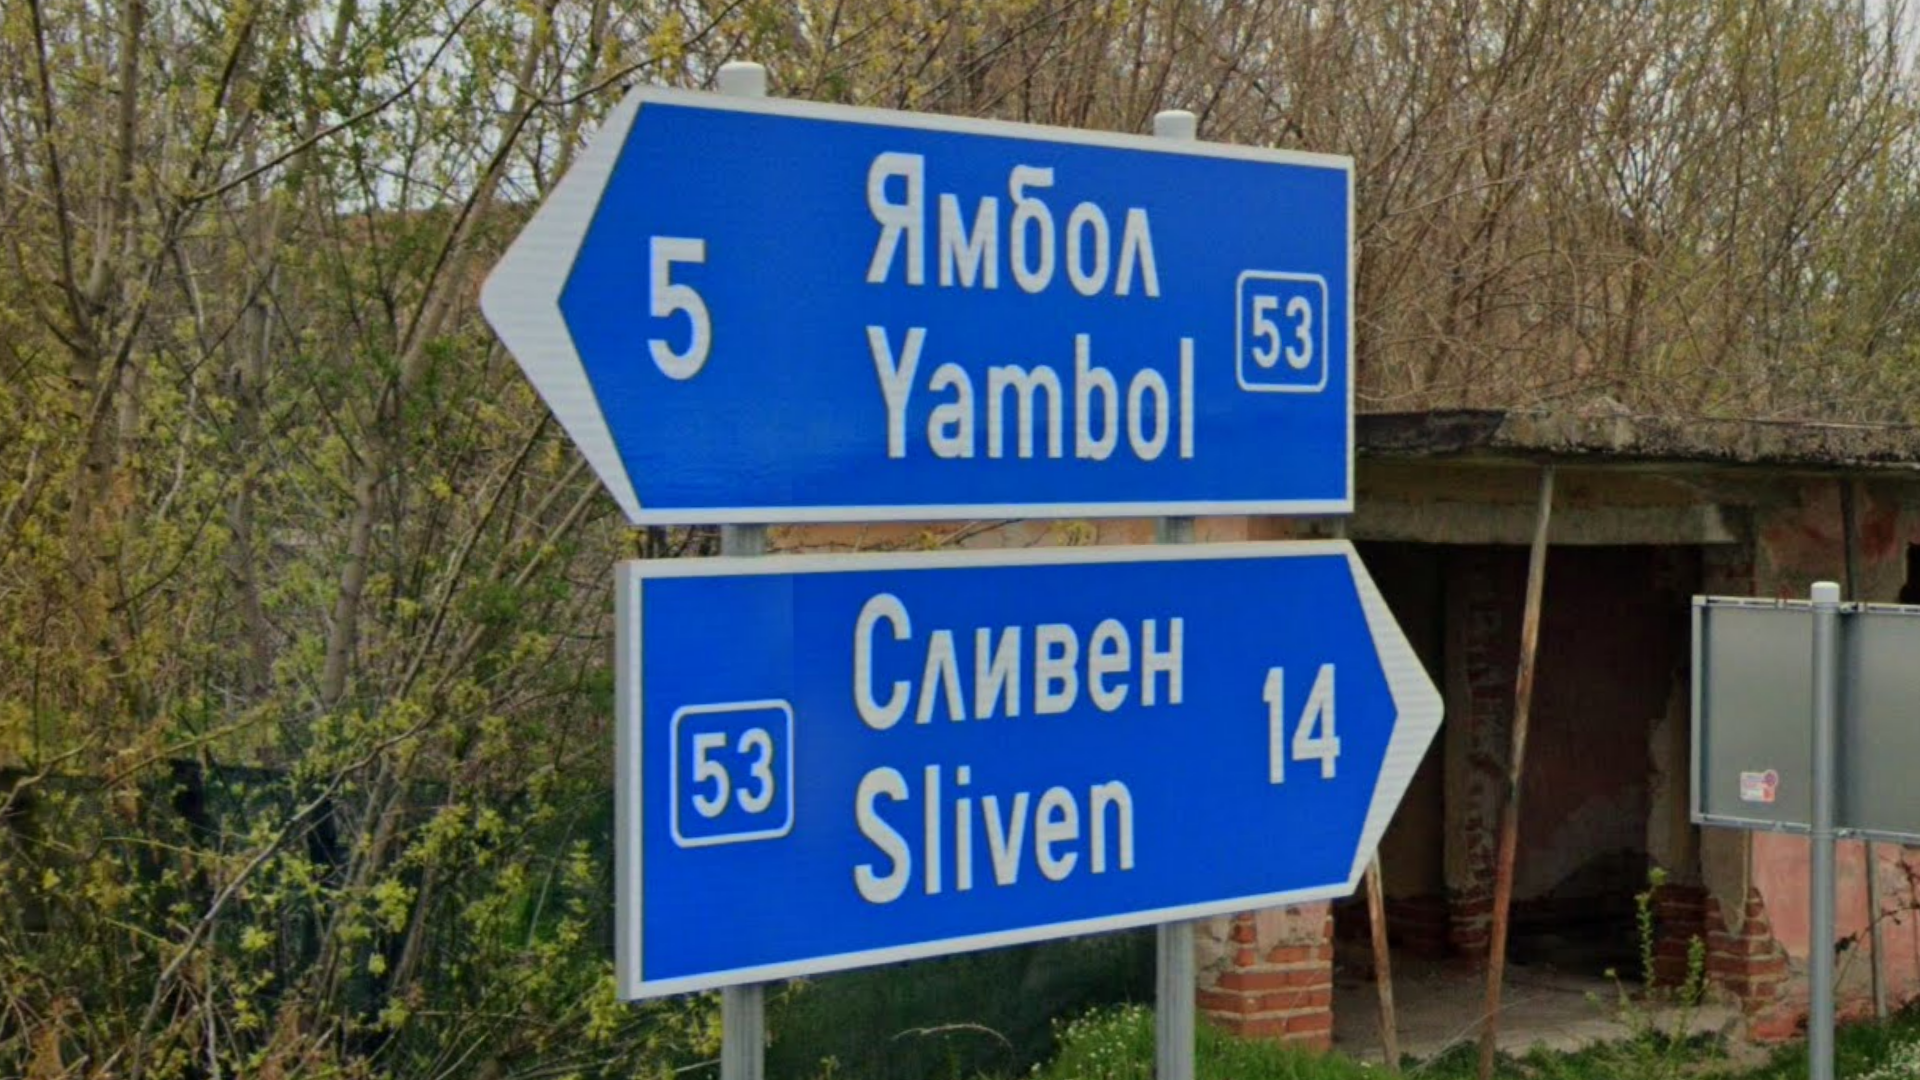 5
Ямбол
Yambol
53
53
Сливен
Sliven
14